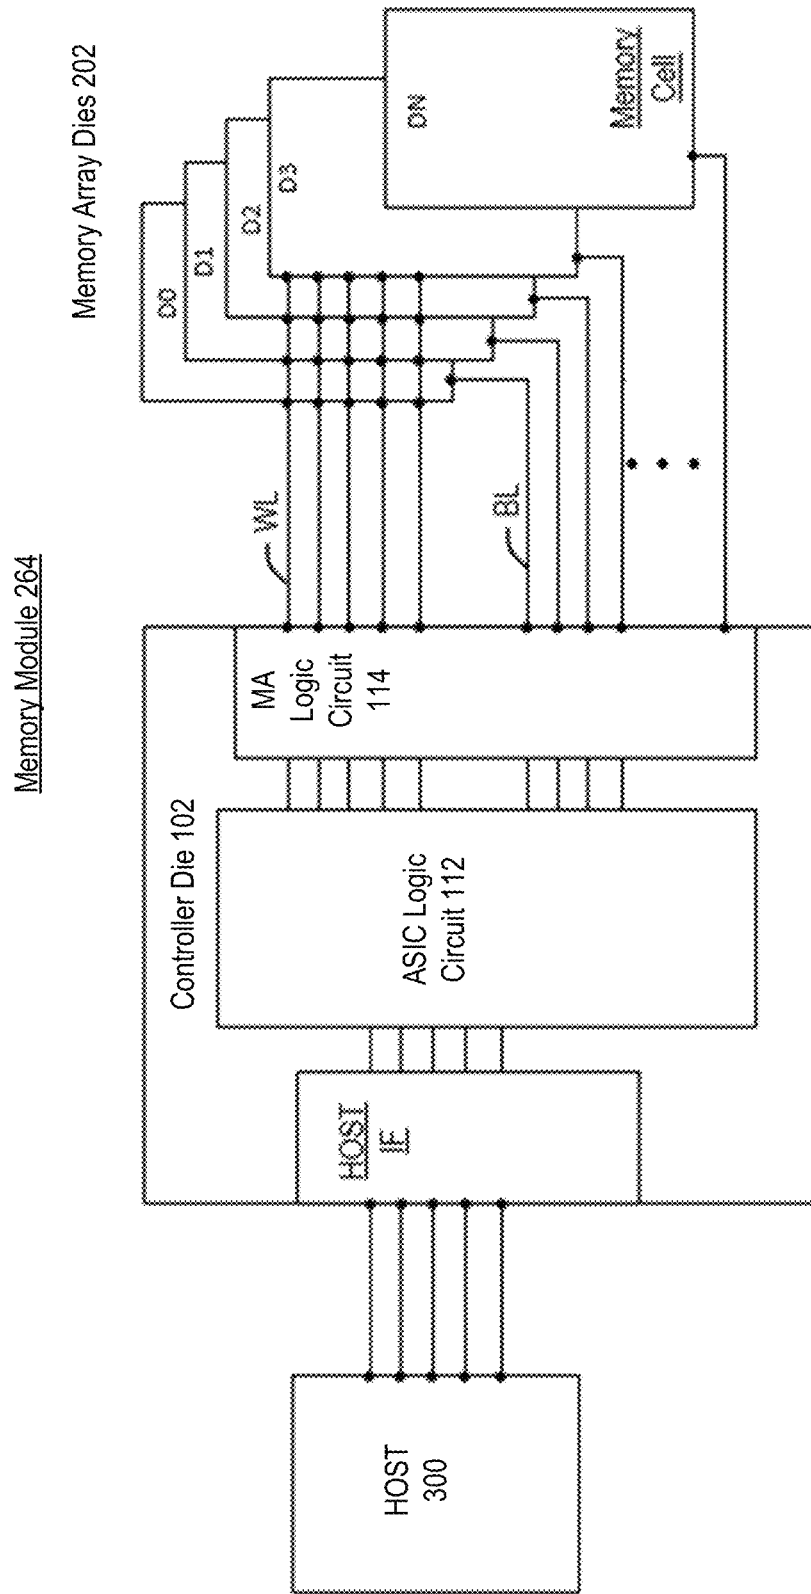 Memory Module 264
Memory Array Dies 202
Controller Die 102
HOST
300
HOST
IF
ASIC Logic
Circuit 112
MA
Logic
Circuit
114
WL
BL
D0
D1
D2
D3
DN
Memory
Cell